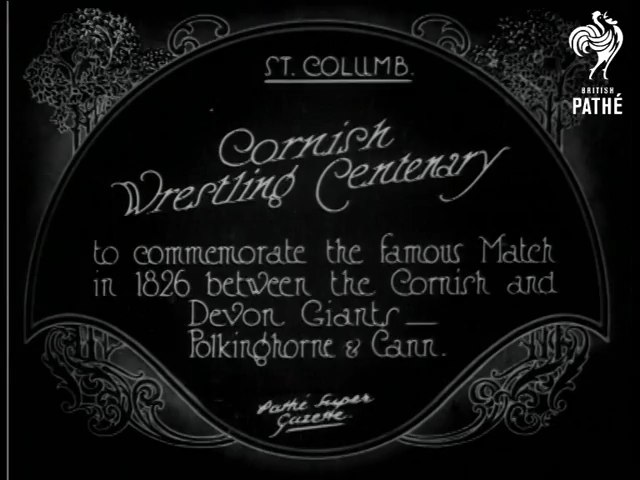 ST. COLUMB.
BRITISH
PATHÉ
Cornish
Wrestling Centenary
to commemorate the famous Match
in 1826 between the Cornish and
Devon Giants —
Polkinghorne & Cann.
Pathé Super
Gazette.